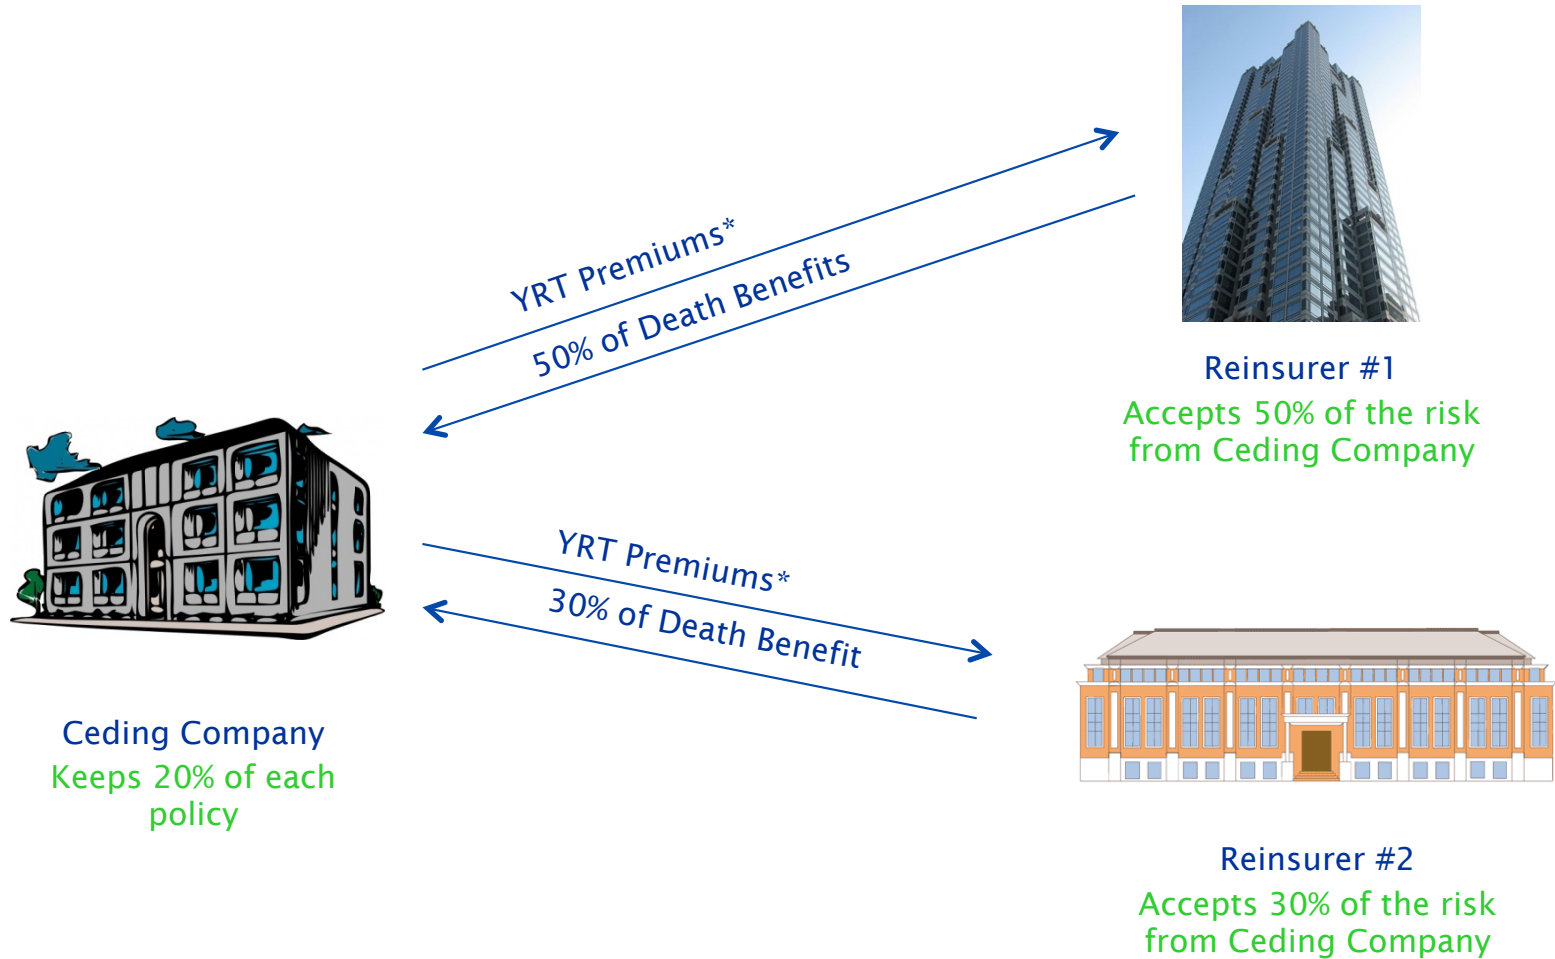 YRT Premiums*
50% of Death Benefits
Reinsurer #1
Accepts 50% of the risk
from Ceding Company
YRT Premiums*
30% of Death Benefit
Ceding Company
Keeps 20% of each
policy
Reinsurer #2
Accepts 30% of the risk
from Ceding Company